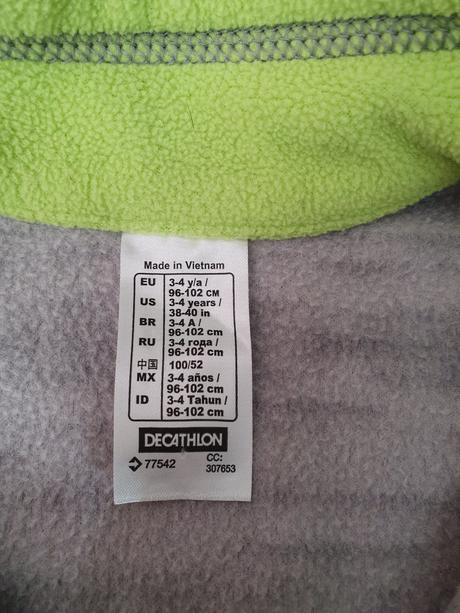 Made in Vietnam
EU 3-4 y/a /
96-102 см
US 3-4 years /
38-40 in
BR 3-4 A /
96-102 cm
RU 3-4 года /
96-102 cm
中国 100/52
MX 3-4 años /
96-102 cm
ID 3-4 Tahun /
96-102 cm
DECATHLON
77542 CC:
307653